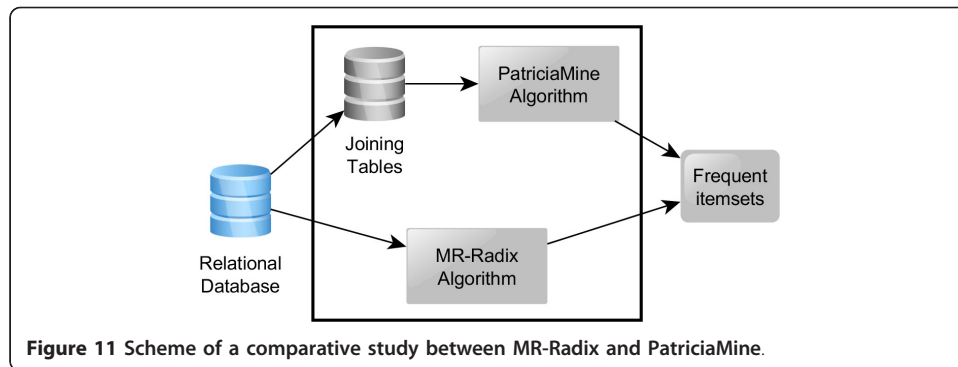 PatriciaMine
Algorithm
Joining
Tables
Frequent
itemsets
Relational
Database
MR-Radix
Algorithm
Figure 11 Scheme of a comparative study between MR-Radix and PatriciaMine.